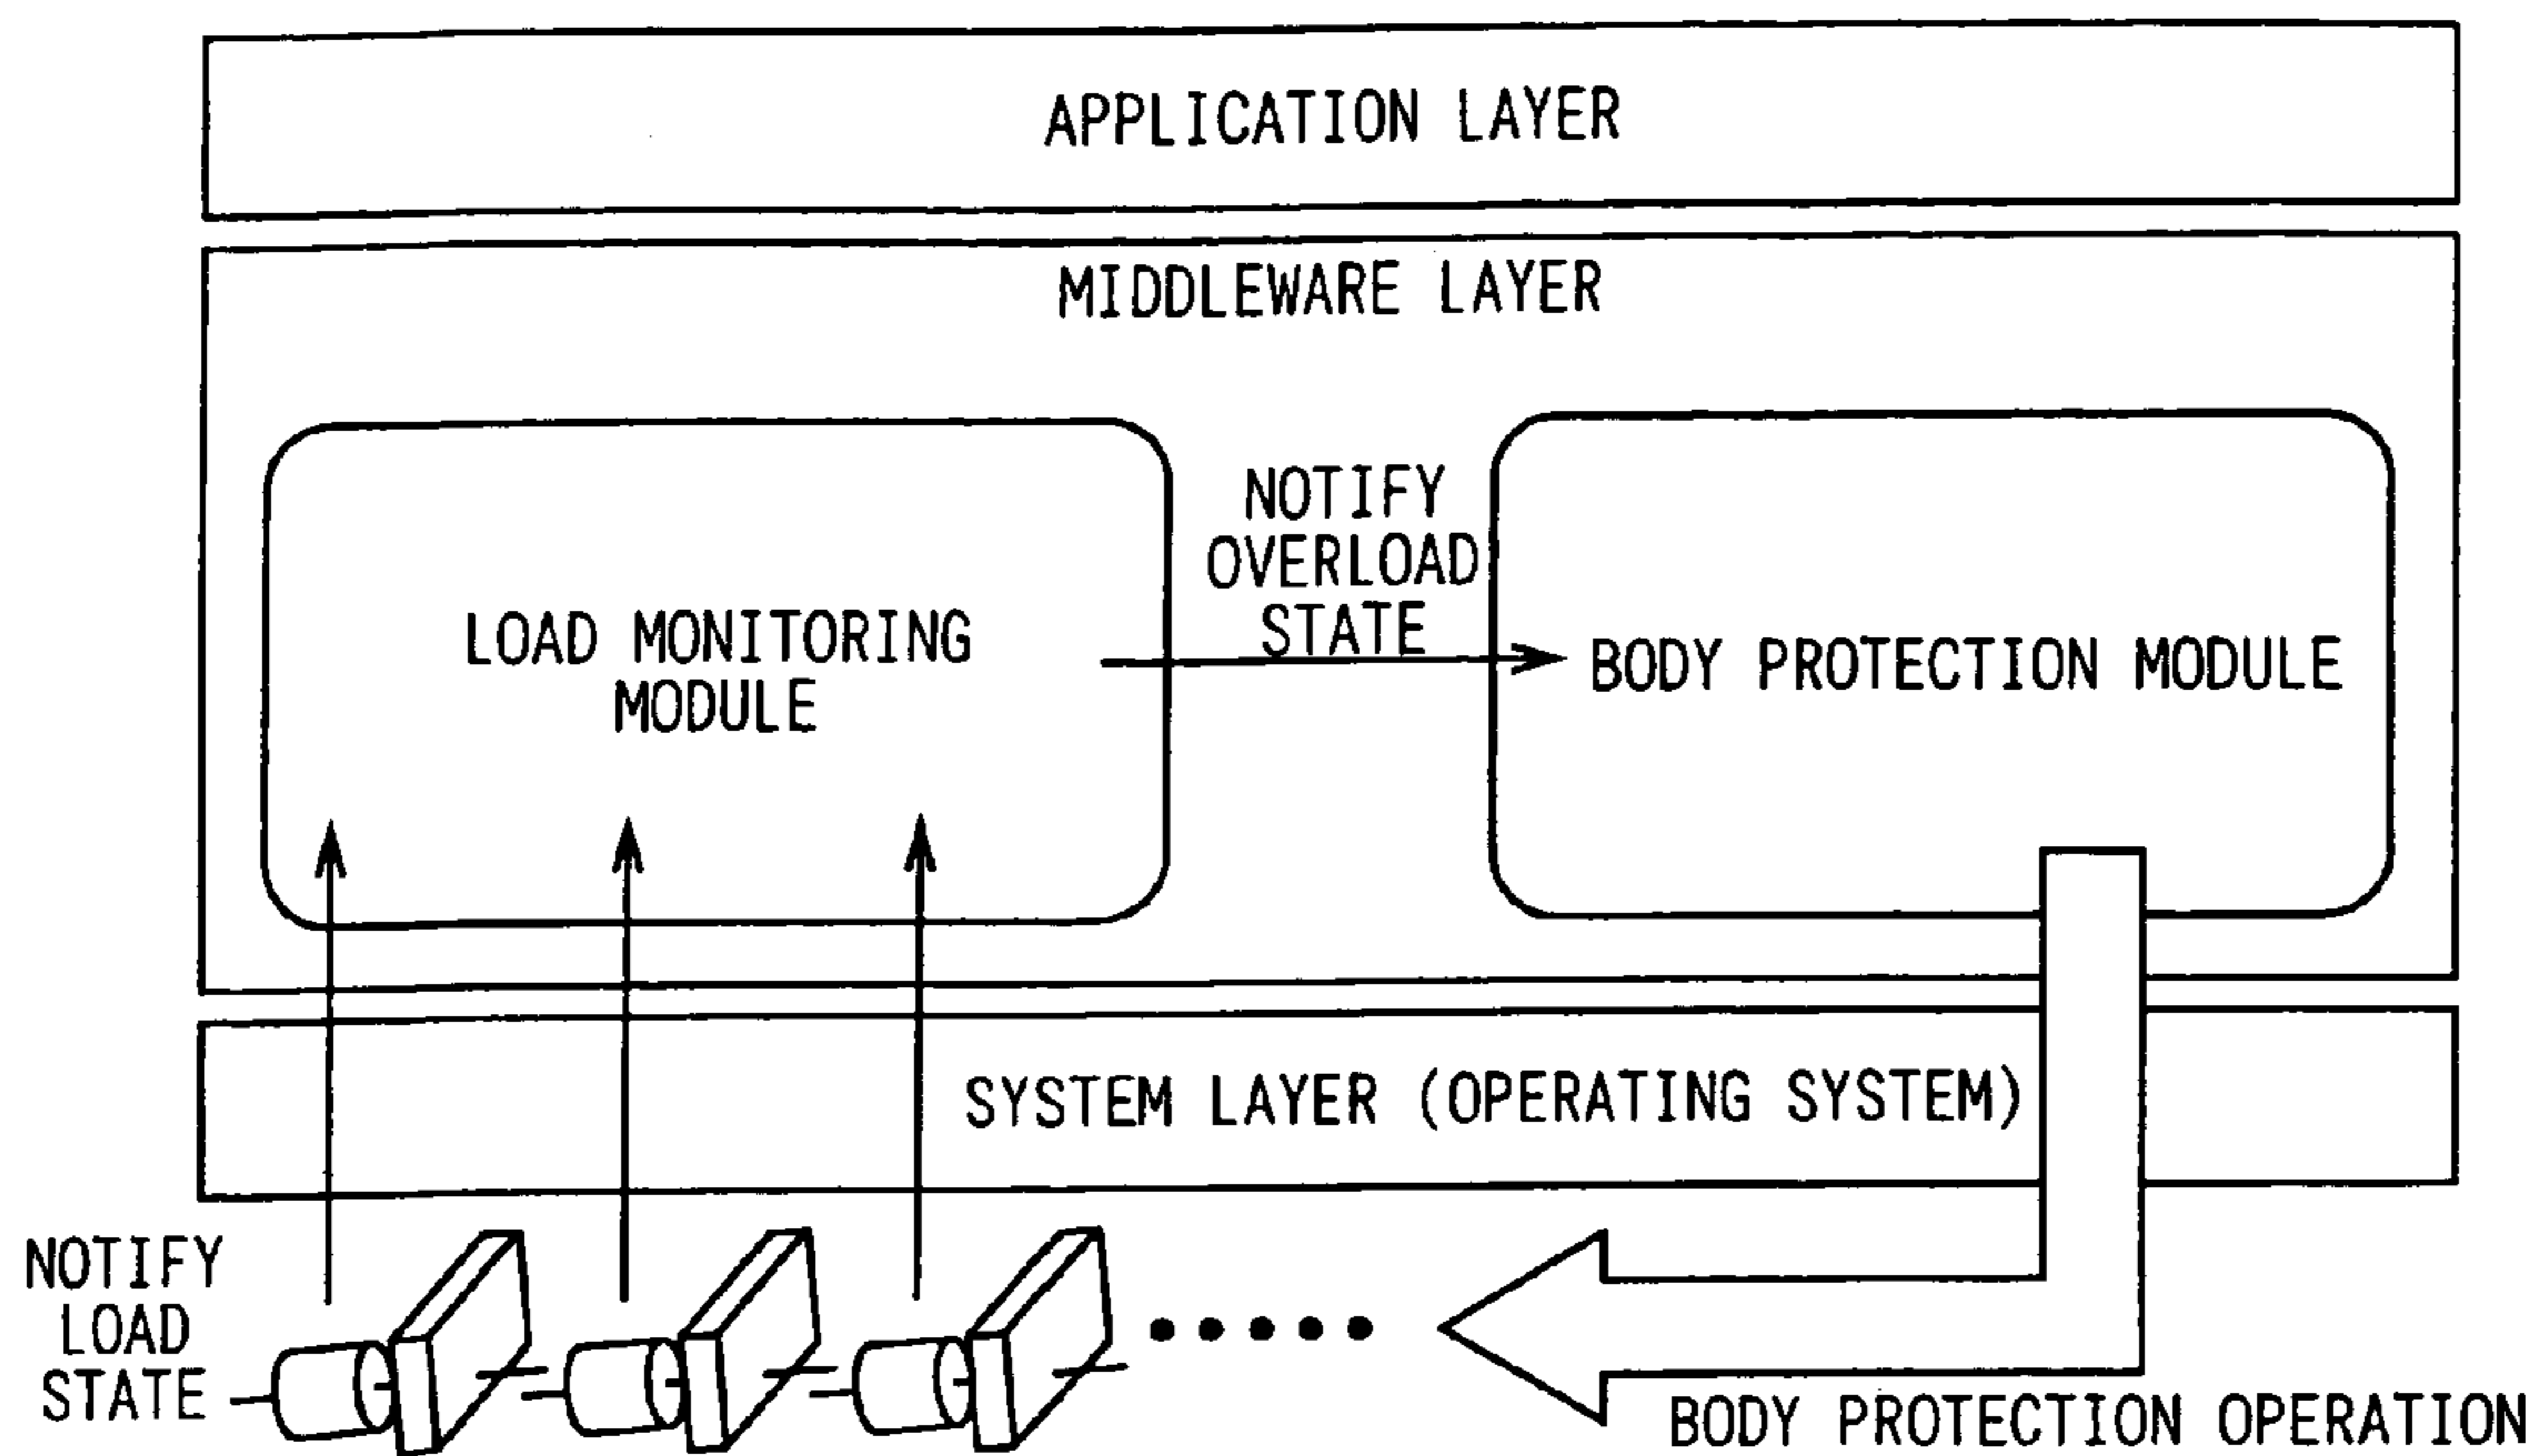 APPLICATION LAYER
MIDDLEWARE LAYER
NOTIFY
OVERLOAD
STATE
LOAD MONITORING
MODULE
BODY PROTECTION MODULE
SYSTEM LAYER (OPERATING SYSTEM)
NOTIFY
LOAD
STATE
BODY PROTECTION OPERATION